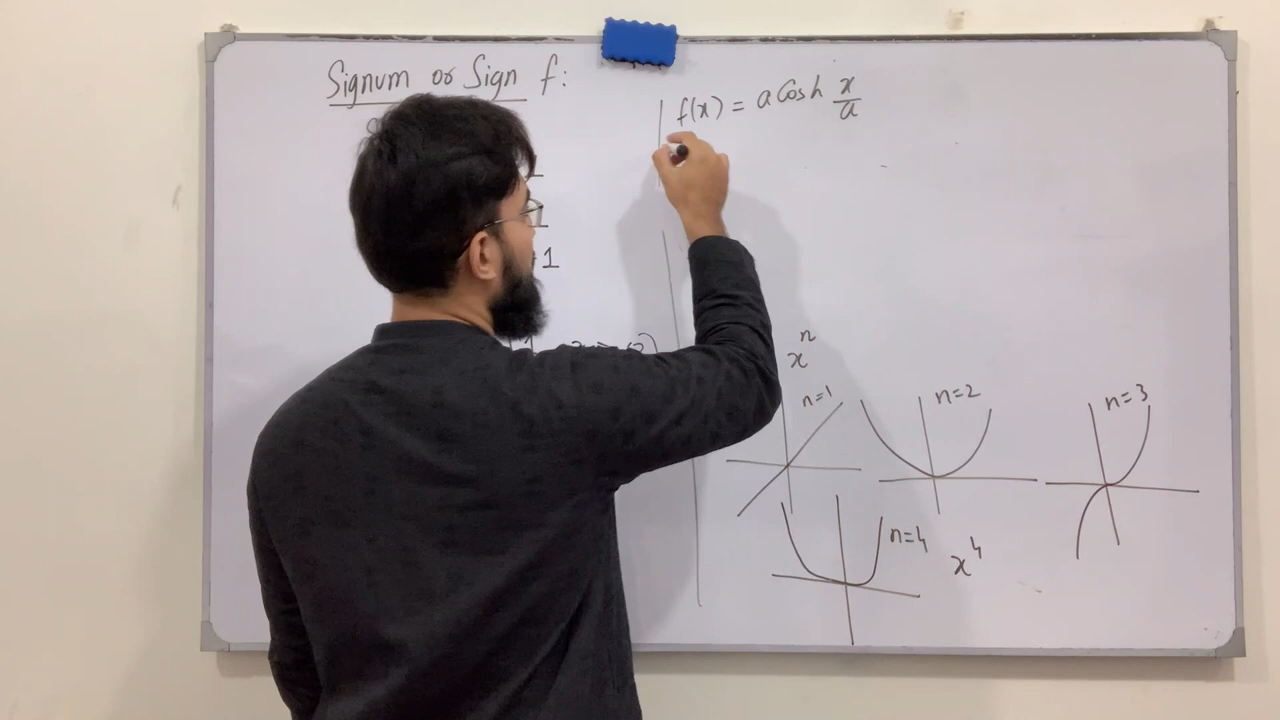 Signum or Sign f:
1
f(x) = a Cosh x/a
x^n
n=1
n=2
n=3
n=4
x^4